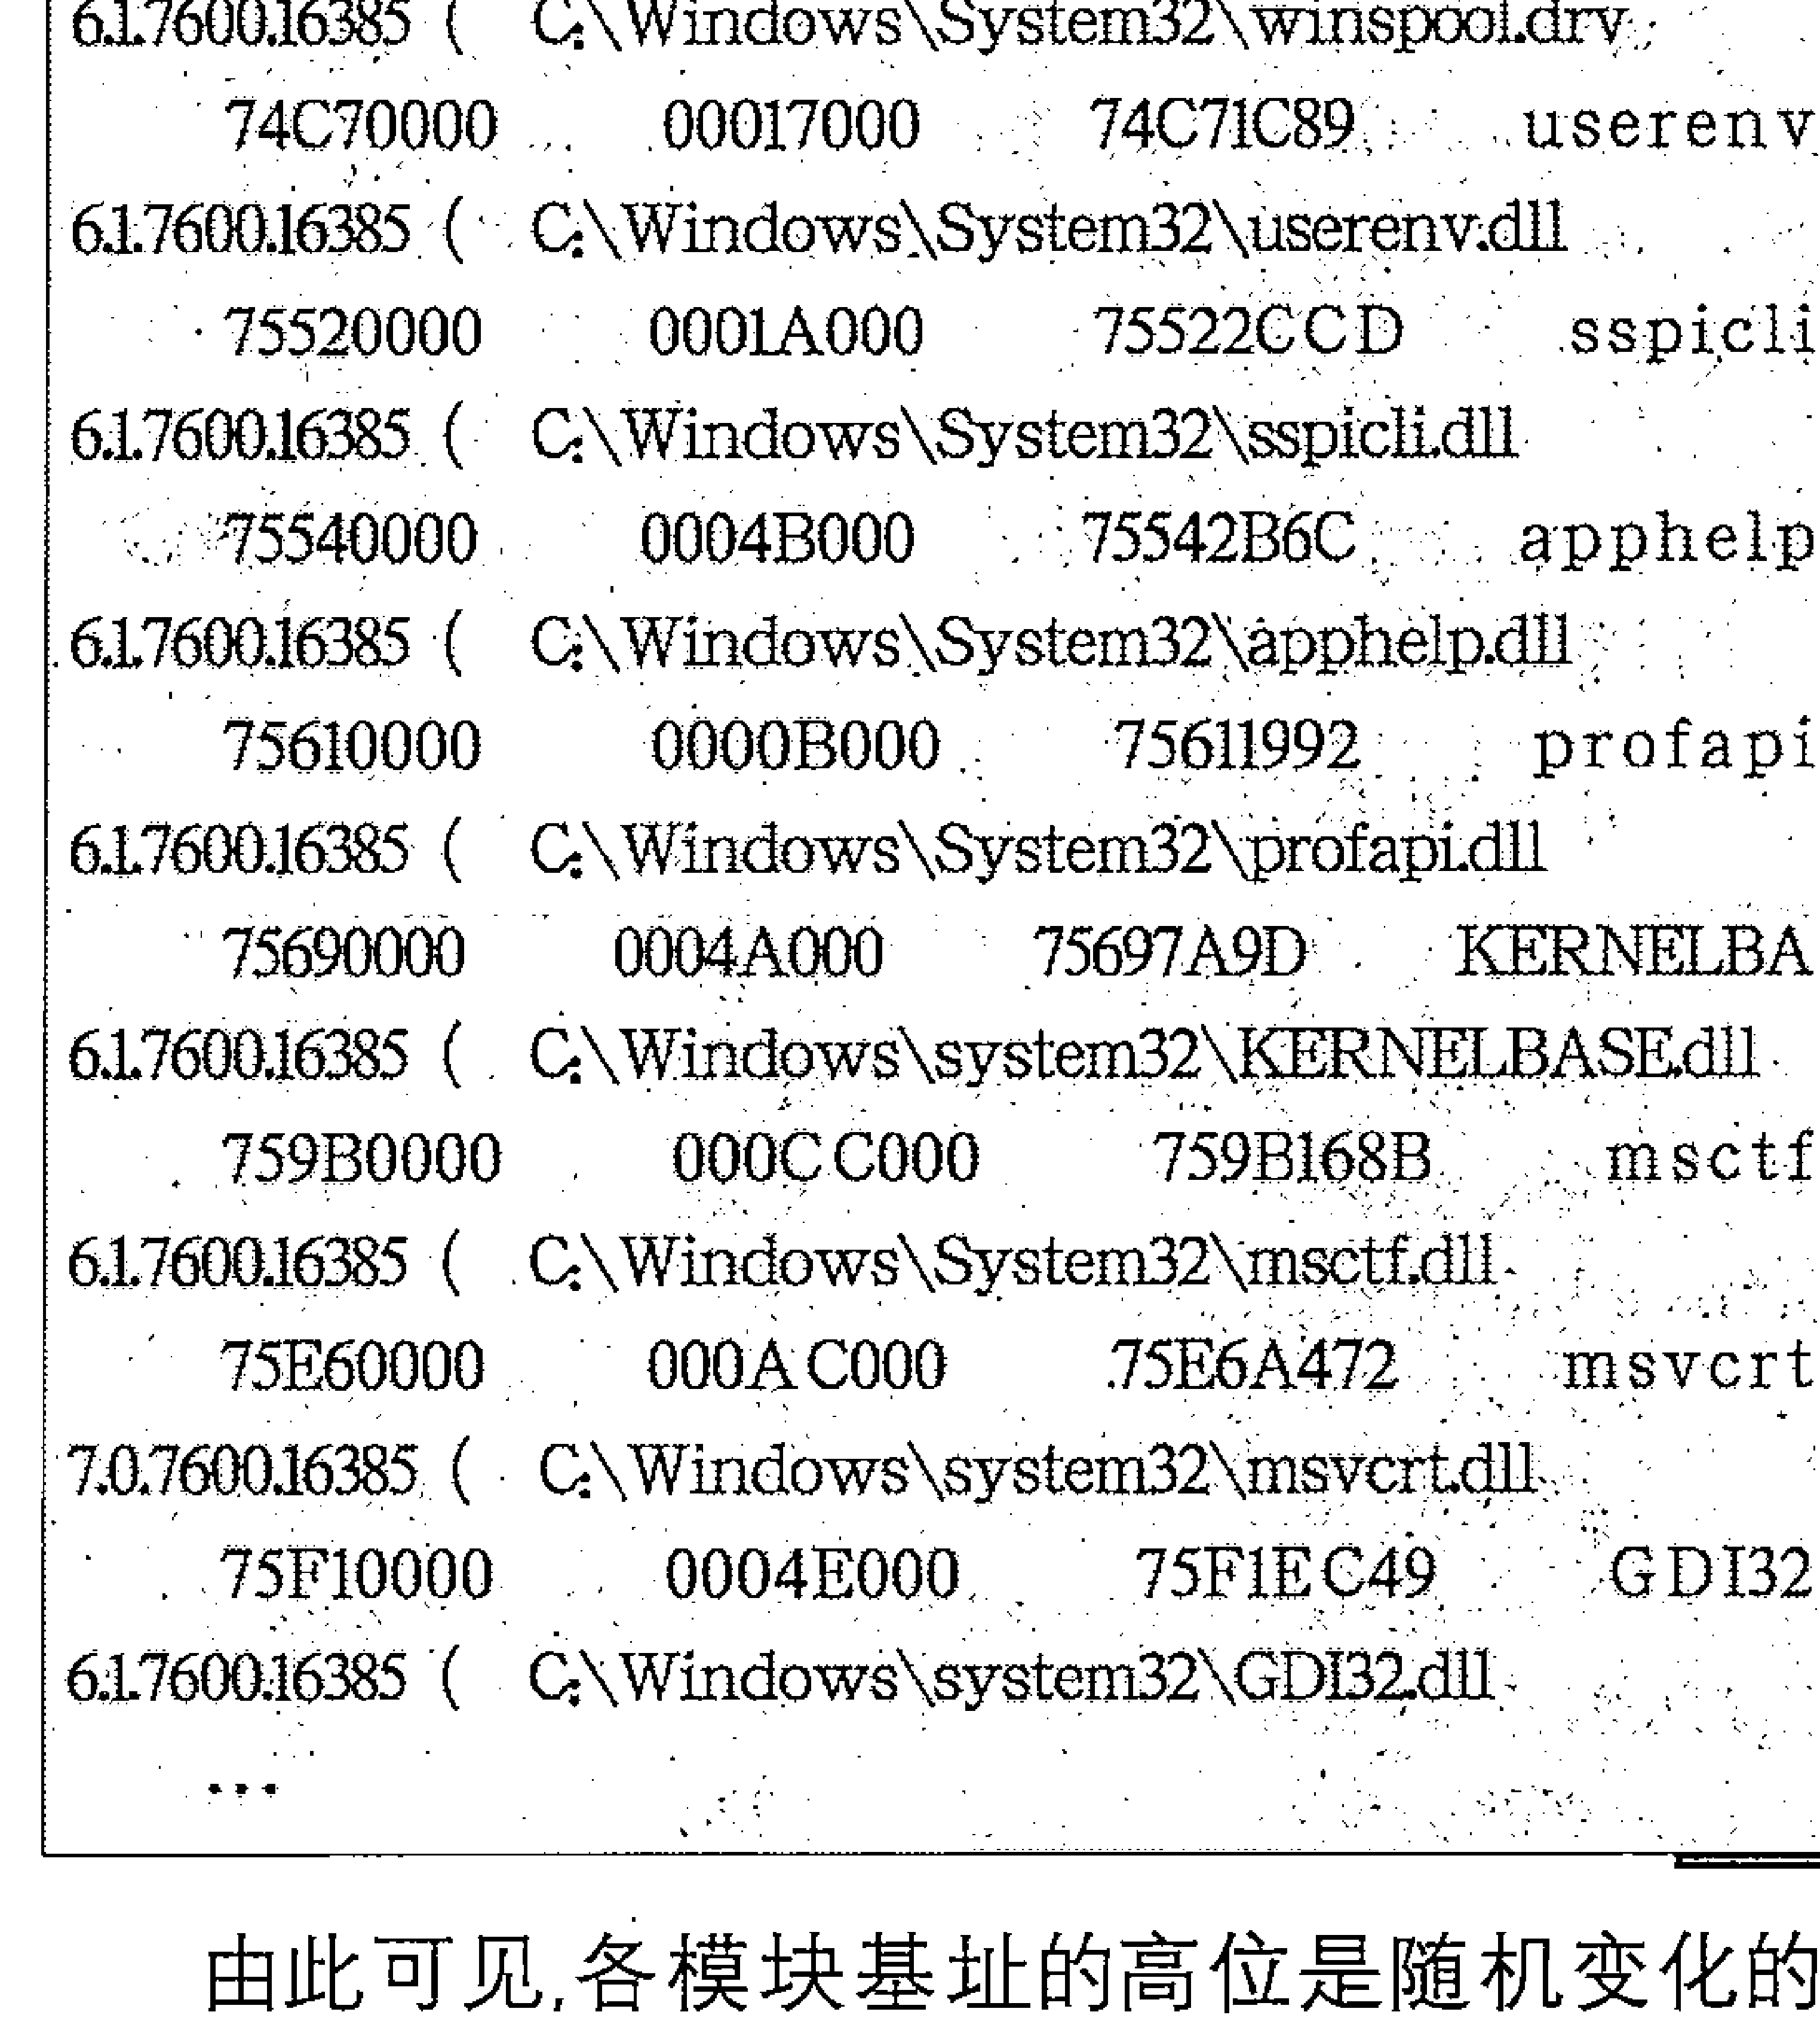 6.1.7600.16385 ( C:\Windows\System32\winspool.drv
74C70000 00017000 74C71C89 userenv
6.1.7600.16385 ( C:\Windows\System32\userenv.dll
75520000 0001A000 75522CCD sspicli
6.1.7600.16385 ( C:\Windows\System32\sspicli.dll
75540000 0004B000 75542B6C apphelp
6.1.7600.16385 ( C:\Windows\System32\apphelp.dll
75610000 0000B000 75611992 profapi
6.1.7600.16385 ( C:\Windows\System32\profapi.dll
75690000 0004A000 75697A9D KERNELBA
6.1.7600.16385 ( C:\Windows\system32\KERNELBASE.dll
759B0000 000CC000 759B168B msctf
6.1.7600.16385 ( C:\Windows\System32\msctf.dll
75E60000 000AC000 75E6A472 msvcrt
7.0.7600.16385 ( C:\Windows\system32\msvcrt.dll
75F10000 0004E000 75F1EC49 GDI32
6.1.7600.16385 ( C:\Windows\system32\GDI32.dll
...
由此可见,各模块基址的高位是随机变化的